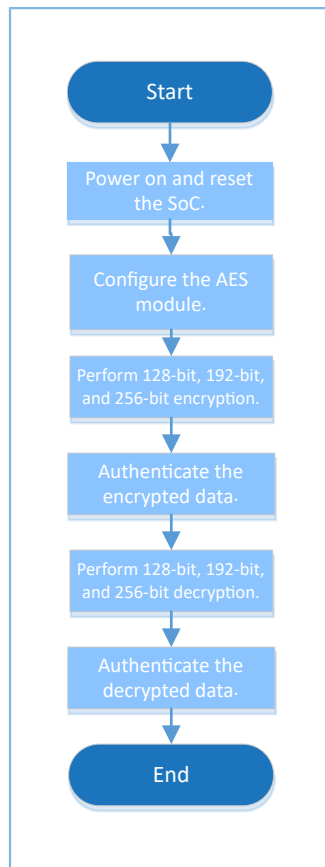 Start
Power on and reset
the SoC.
Configure the AES
module.
Perform 128-bit, 192-bit,
and 256-bit encryption.
Authenticate the
encrypted data.
Perform 128-bit, 192-bit,
and 256-bit decryption.
Authenticate the
decrypted data.
End